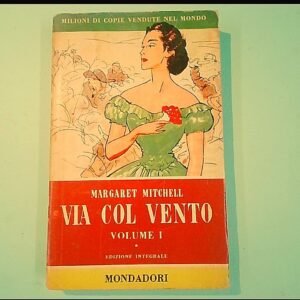 MILIONI DI COPIE VENDUTE NEL MONDO
MARGARET MITCHELL
VIA COL VENTO
VOLUME I
EDIZIONE INTEGRALE
MONDADORI